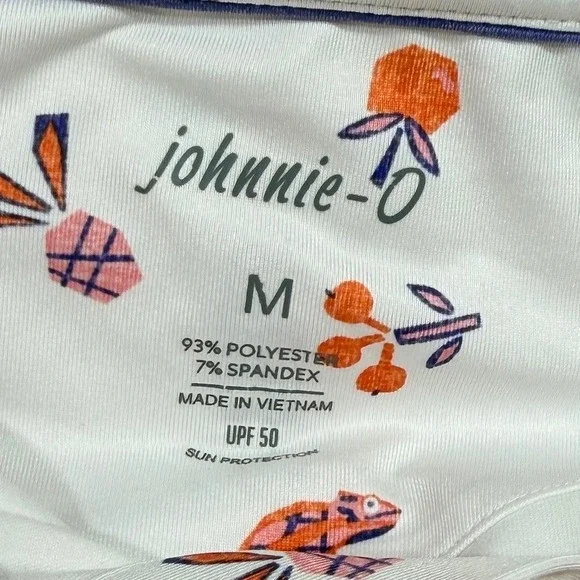 johnnie-O
M
93% POLYESTER
7% SPANDEX
MADE IN VIETNAM
UPF 50
SUN PROTECTION